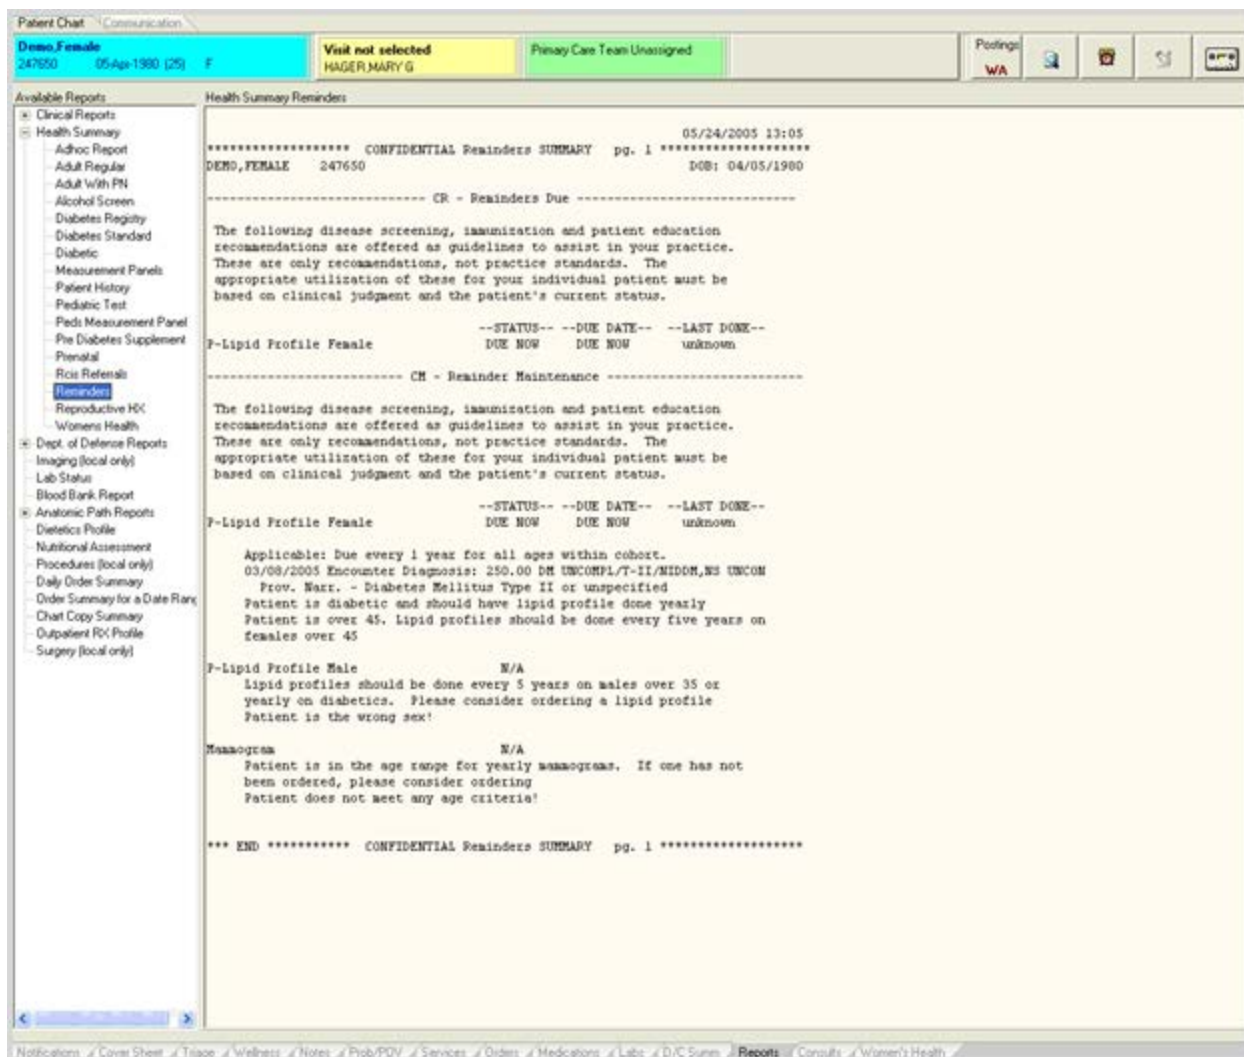 Patient Chart Communication
Demo,Female
247650 05-Apr-1980 (25) F
Visit not selected
HAGER,MARY G
Primary Care Team Unassigned
Postings
WA
Available Reports
Clinical Reports
Health Summary
Adhoc Report
Adult Regular
Adult With PN
Alcohol Screen
Diabetes Registry
Diabetes Standard
Diabetic
Measurement Panels
Patient History
Pediatric Test
Peds Measurement Panel
Pre Diabetes Supplement
Prenatal
Rcis Referrals
Reminders
Reproductive HX
Womens Health
Dept. of Defense Reports
Imaging (local only)
Lab Status
Blood Bank Report
Anatomic Path Reports
Dietetics Profile
Nutritional Assessment
Procedures (local only)
Daily Order Summary
Order Summary for a Date Rang
Chart Copy Summary
Outpatient RX Profile
Surgery (local only)
Health Summary Reminders
05/24/2005 13:05
******************* CONFIDENTIAL Reminders SUMMARY pg. 1 ********************
DEMO,FEMALE 247650 DOB: 04/05/1980
---------------------------- CR - Reminders Due ----------------------------
The following disease screening, immunization and patient education
recommendations are offered as guidelines to assist in your practice.
These are only recommendations, not practice standards. The
appropriate utilization of these for your individual patient must be
based on clinical judgment and the patient's current status.
--STATUS-- --DUE DATE-- --LAST DONE--
P-Lipid Profile Female DUE NOW DUE NOW unknown
------------------------- CM - Reminder Maintenance -------------------------
The following disease screening, immunization and patient education
recommendations are offered as guidelines to assist in your practice.
These are only recommendations, not practice standards. The
appropriate utilization of these for your individual patient must be
based on clinical judgment and the patient's current status.
--STATUS-- --DUE DATE-- --LAST DONE--
P-Lipid Profile Female DUE NOW DUE NOW unknown
Applicable: Due every 1 year for all ages within cohort.
03/08/2005 Encounter Diagnosis: 250.00 DM UNCOMPL/T-II/NIDDM,NS UNCON
Prov. Narr. - Diabetes Mellitus Type II or unspecified
Patient is diabetic and should have lipid profile done yearly
Patient is over 45. Lipid profiles should be done every five years on
females over 45
P-Lipid Profile Male N/A
Lipid profiles should be done every 5 years on males over 35 or
yearly on diabetics. Please consider ordering a lipid profile
Patient is the wrong sex!
Mammogram N/A
Patient is in the age range for yearly mammograms. If one has not
been ordered, please consider ordering
Patient does not meet any age criteria!
*** END *********** CONFIDENTIAL Reminders SUMMARY pg. 1 *******************
Notifications Cover Sheet Triage Wellness Notes Prob/POV Services Orders Medications Labs D/C Summ Reports Consults Women's Health